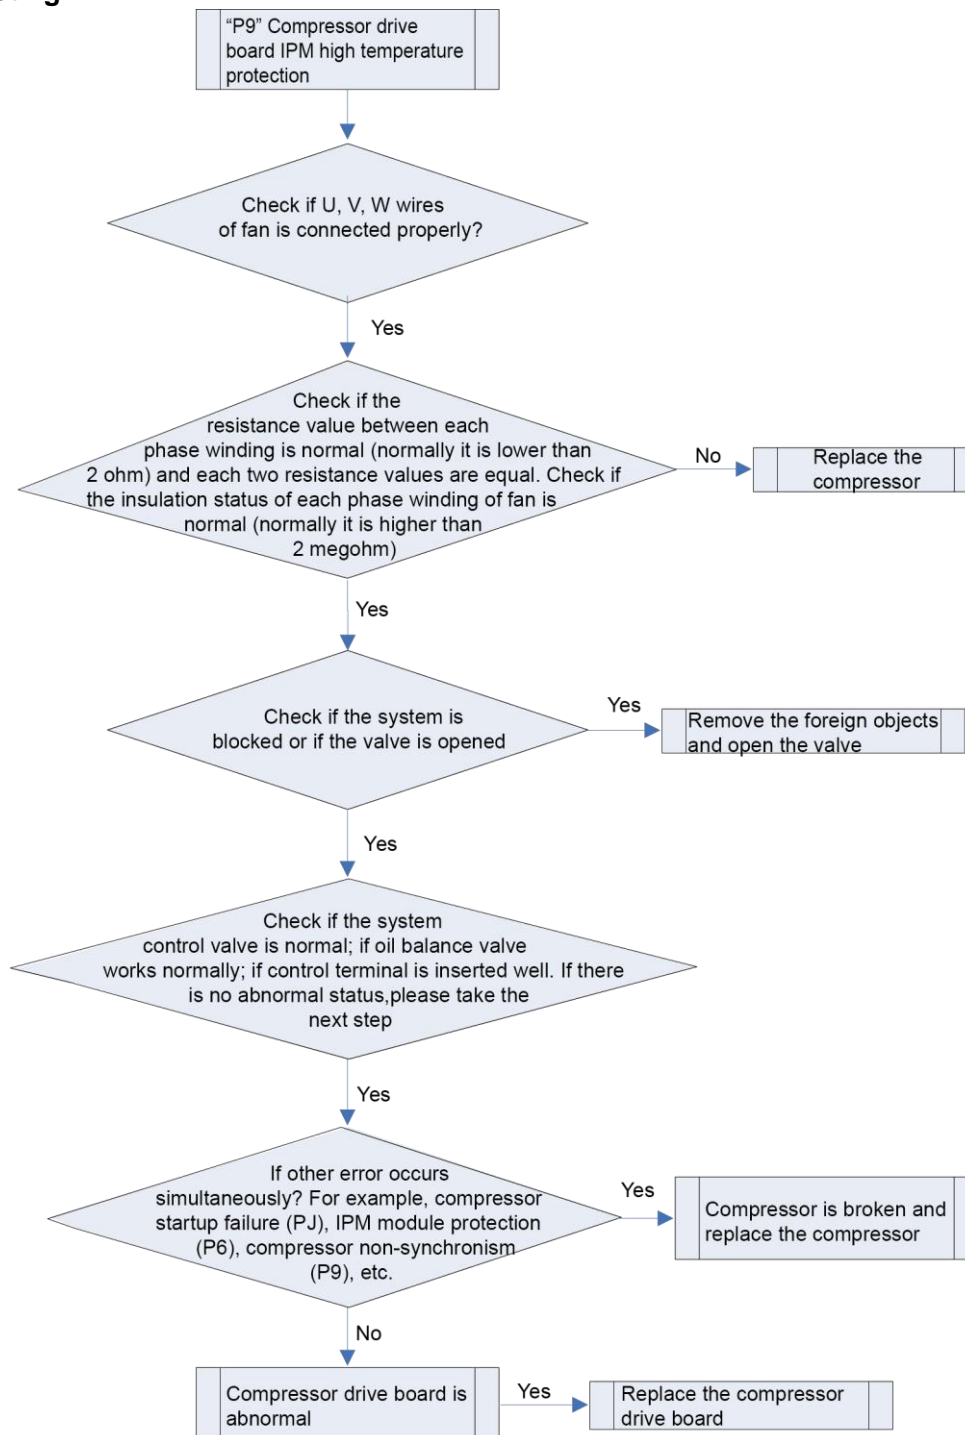 “P9” Compressor drive
board IPM high temperature
protection
Check if U, V, W wires
of fan is connected properly?
Yes
Check if the
resistance value between each
phase winding is normal (normally it is lower than
2 ohm) and each two resistance values are equal. Check if
the insulation status of each phase winding of fan is
normal (normally it is higher than
2 megohm)
No
Replace the
compressor
Yes
Check if the system is
blocked or if the valve is opened
Yes
Remove the foreign objects
and open the valve
Yes
Check if the system
control valve is normal; if oil balance valve
works normally; if control terminal is inserted well. If there
is no abnormal status,please take the
next step
Yes
If other error occurs
simultaneously? For example, compressor
startup failure (PJ), IPM module protection
(P6), compressor non-synchronism
(P9), etc.
Yes
Compressor is broken and
replace the compressor
No
Compressor drive board is
abnormal
Yes
Replace the compressor
drive board